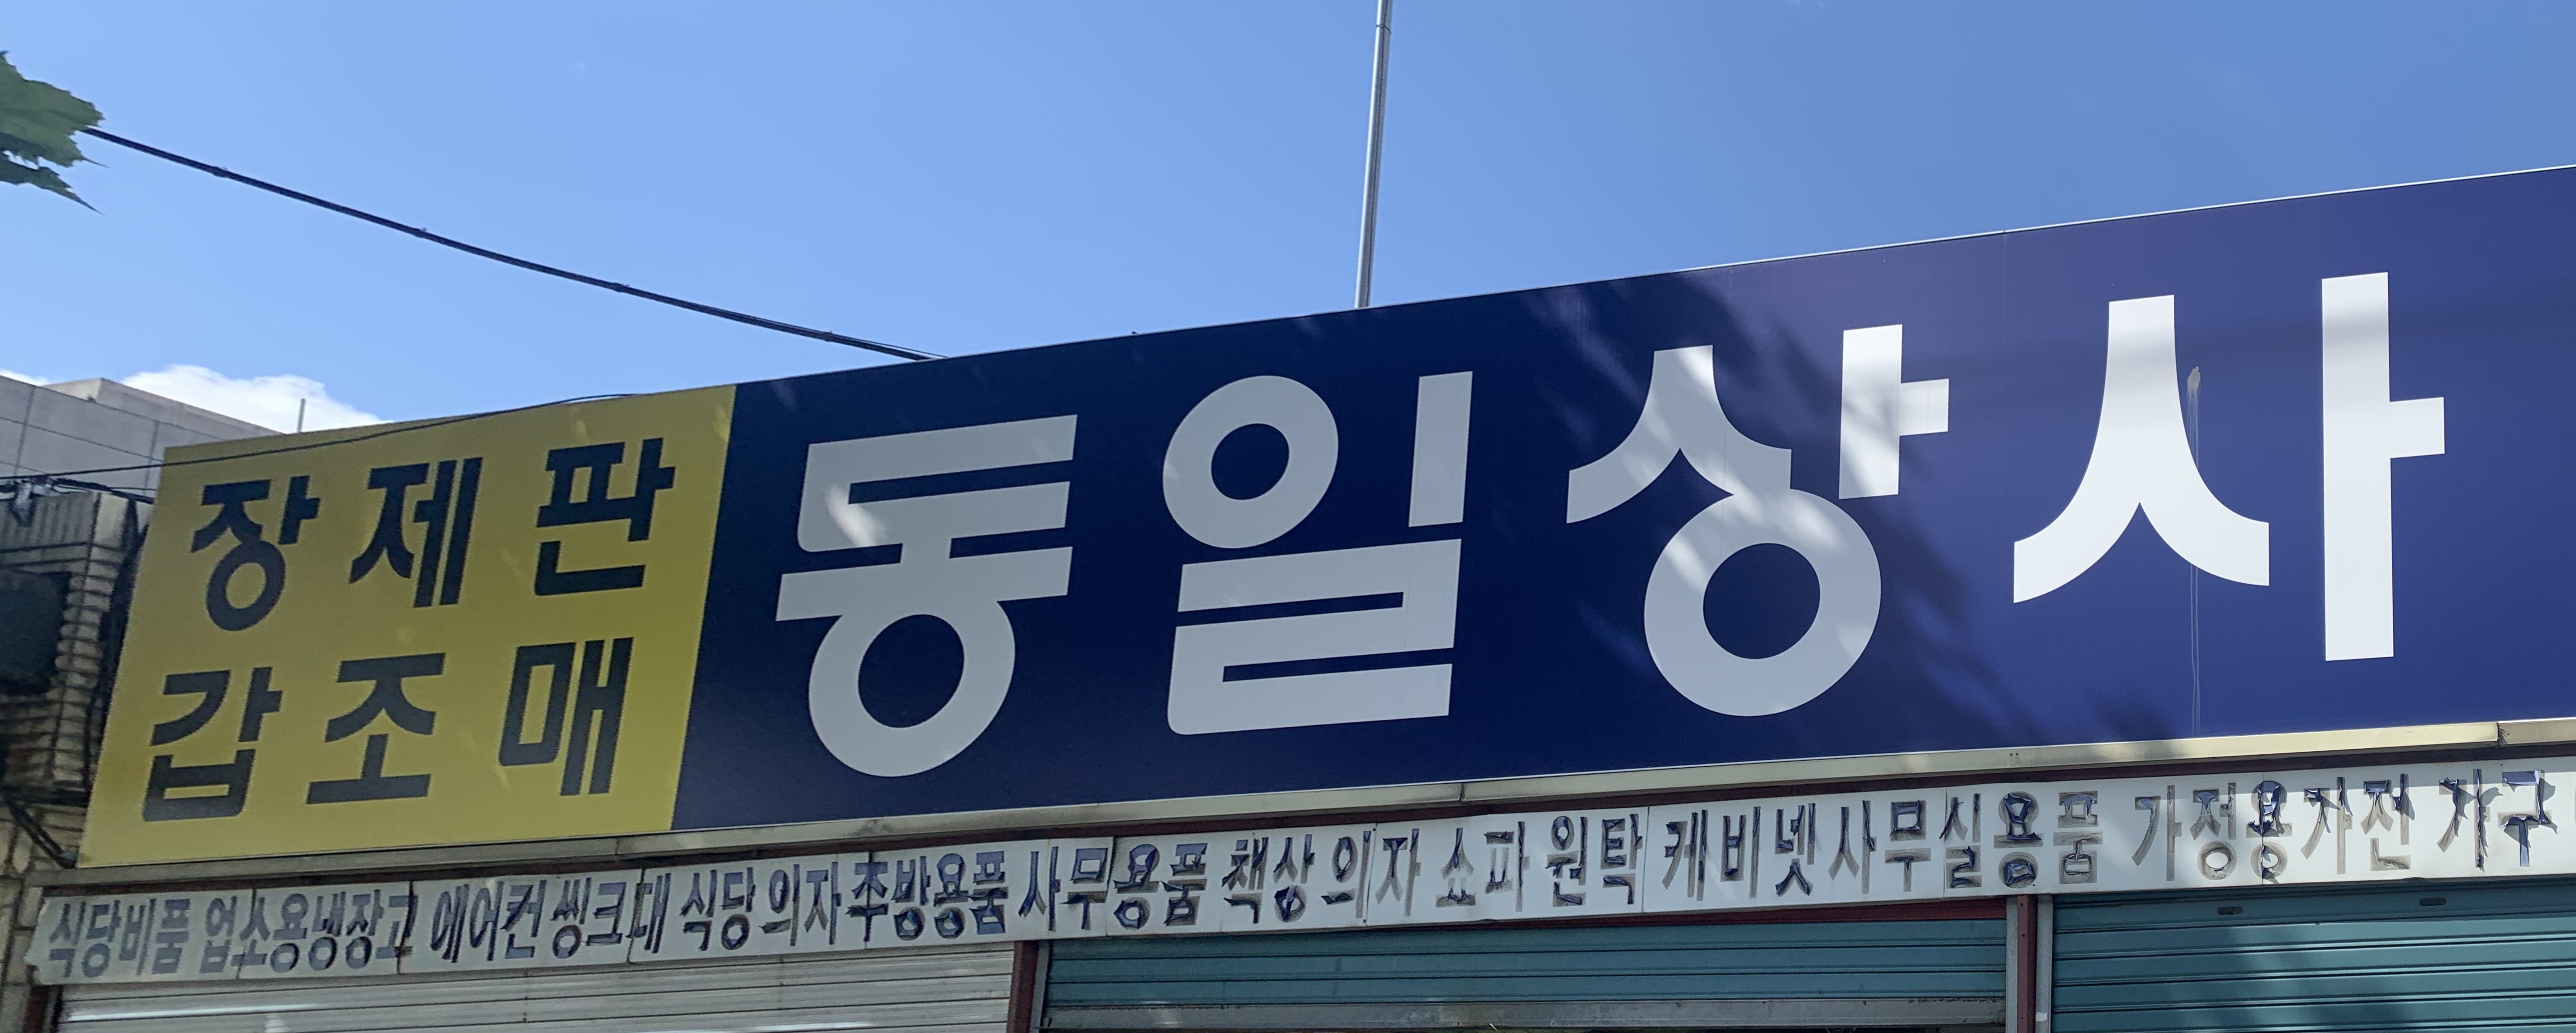 장제판
갑조매
동일상사
식당비품 업소용냉장고 에어컨 씽크대 식당의자 주방용품 사무용품 책상 의자 쇼파 원탁 캐비넷 사무실용품 가정용가전 가구